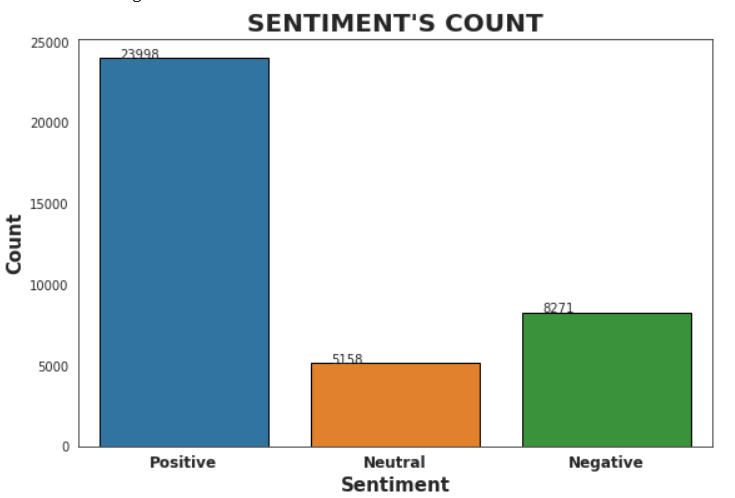 SENTIMENT'S COUNT
25000
20000
15000
10000
5000
0
Count
23998
5158
8271
Positive Neutral Negative
Sentiment